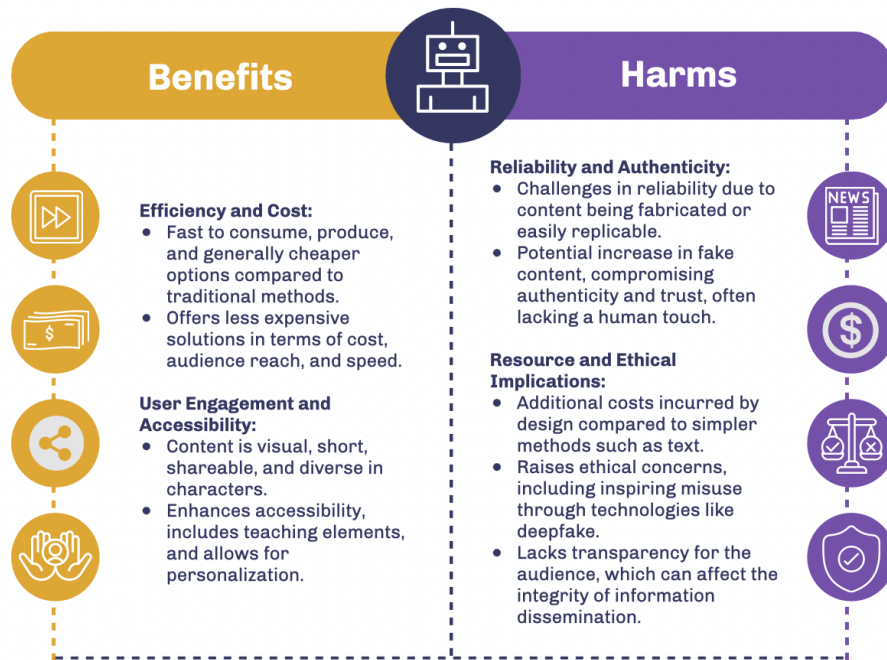 Benefits
Harms
Efficiency and Cost:
● Fast to consume, produce,
and generally cheaper
options compared to
traditional methods.
● Offers less expensive
solutions in terms of cost,
audience reach, and speed.
User Engagement and
Accessibility:
● Content is visual, short,
shareable, and diverse in
characters.
● Enhances accessibility,
includes teaching elements,
and allows for
personalization.
$
Reliability and Authenticity:
● Challenges in reliability due to
content being fabricated or
easily replicable.
● Potential increase in fake
content, compromising
authenticity and trust, often
lacking a human touch.
Resource and Ethical
Implications:
● Additional costs incurred by
design compared to simpler
methods such as text.
● Raises ethical concerns,
including inspiring misuse
through technologies like
deepfake.
● Lacks transparency for the
audience, which can affect the
integrity of information
dissemination.
NEWS
$